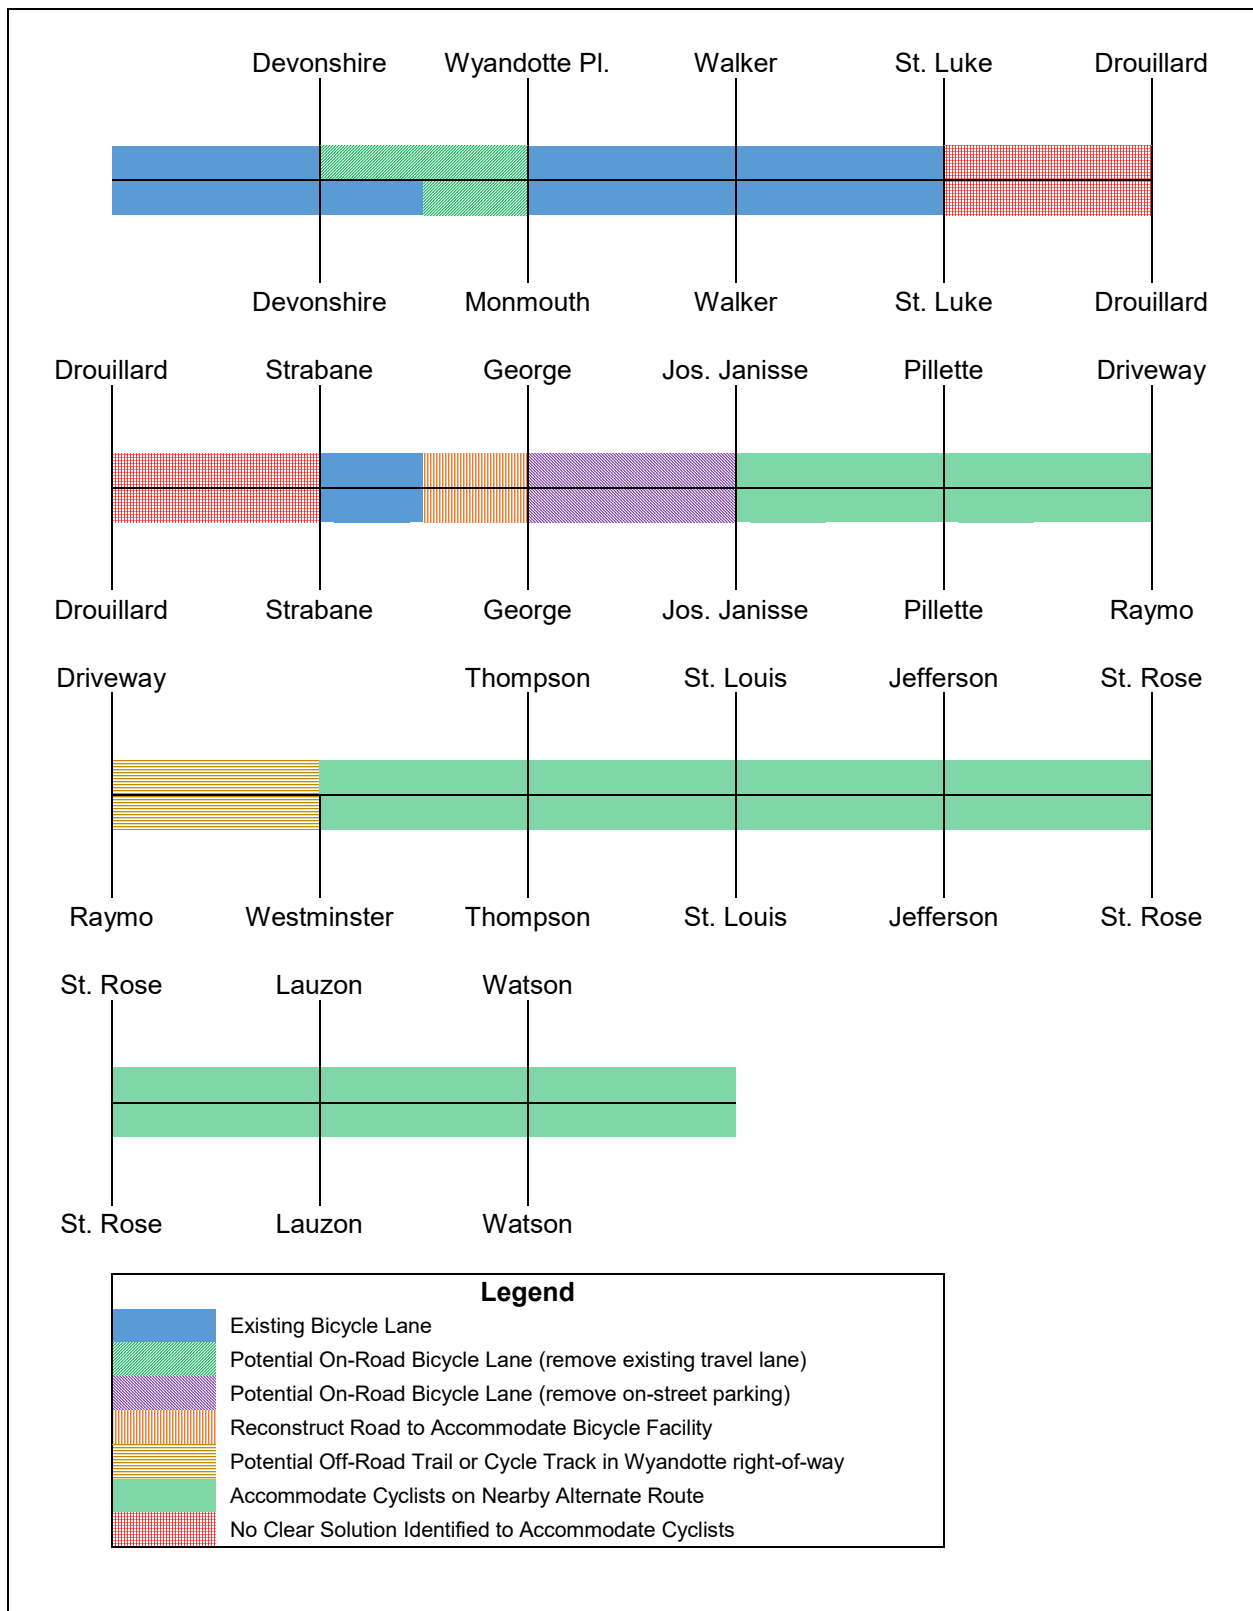 Devonshire Wyandotte Pl. Walker St. Luke Drouillard
Devonshire Monmouth Walker St. Luke Drouillard
Drouillard Strabane George Jos. Janisse Pillette Driveway
Drouillard Strabane George Jos. Janisse Pillette Raymo
Driveway Thompson St. Louis Jefferson St. Rose
Raymo Westminster Thompson St. Louis Jefferson St. Rose
St. Rose Lauzon Watson
St. Rose Lauzon Watson
Legend
Existing Bicycle Lane
Potential On-Road Bicycle Lane (remove existing travel lane)
Potential On-Road Bicycle Lane (remove on-street parking)
Reconstruct Road to Accommodate Bicycle Facility
Potential Off-Road Trail or Cycle Track in Wyandotte right-of-way
Accommodate Cyclists on Nearby Alternate Route
No Clear Solution Identified to Accommodate Cyclists